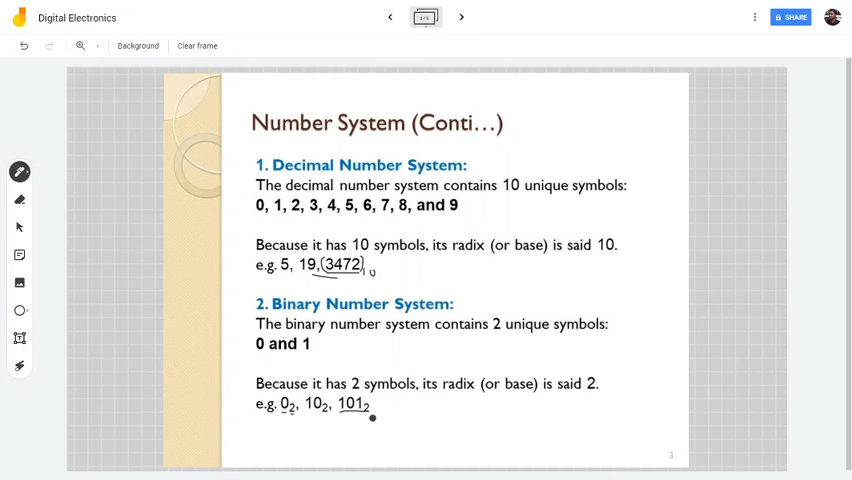 Digital Electronics
SHARE
Background
Clear frame
Number System (Conti...)
1. Decimal Number System:
The decimal number system contains 10 unique symbols:
0, 1, 2, 3, 4, 5, 6, 7, 8, and 9
Because it has 10 symbols, its radix (or base) is said 10.
e.g. 5, 19, (3472)10
2. Binary Number System:
The binary number system contains 2 unique symbols:
0 and 1
Because it has 2 symbols, its radix (or base) is said 2.
e.g. 0₂, 10₂, 101₂
3